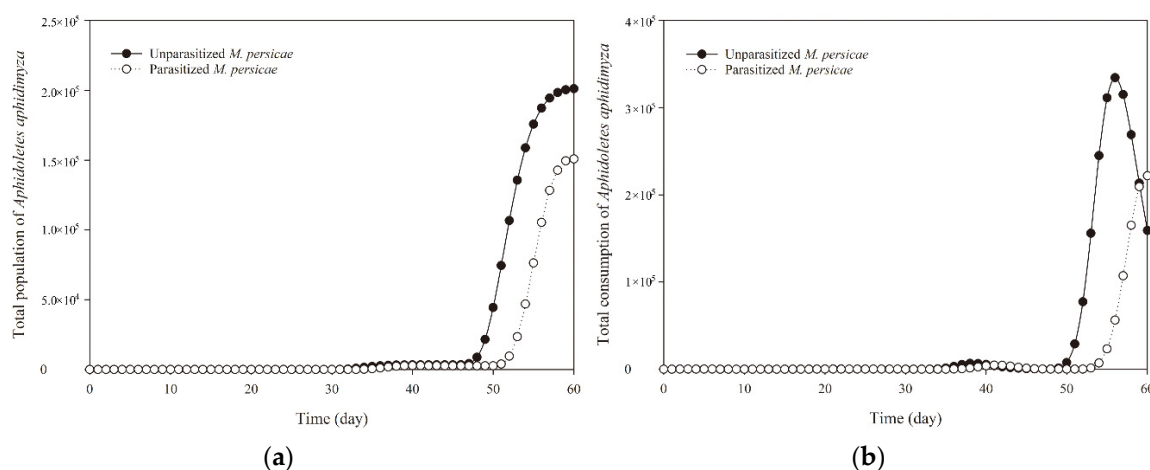 Total population of Aphidoletes aphidimyza
2.5×10⁵
2.0×10⁵
1.5×10⁵
1.0×10⁵
5.0×10⁴
0
Unparasitized M. persicae
Parasitized M. persicae
0 10 20 30 40 50 60
Time (day)
(a)
Total consumption of Aphidoletes aphidimyza
4×10⁵
3×10⁵
2×10⁵
1×10⁵
0
Unparasitized M. persicae
Parasitized M. persicae
0 10 20 30 40 50 60
Time (day)
(b)